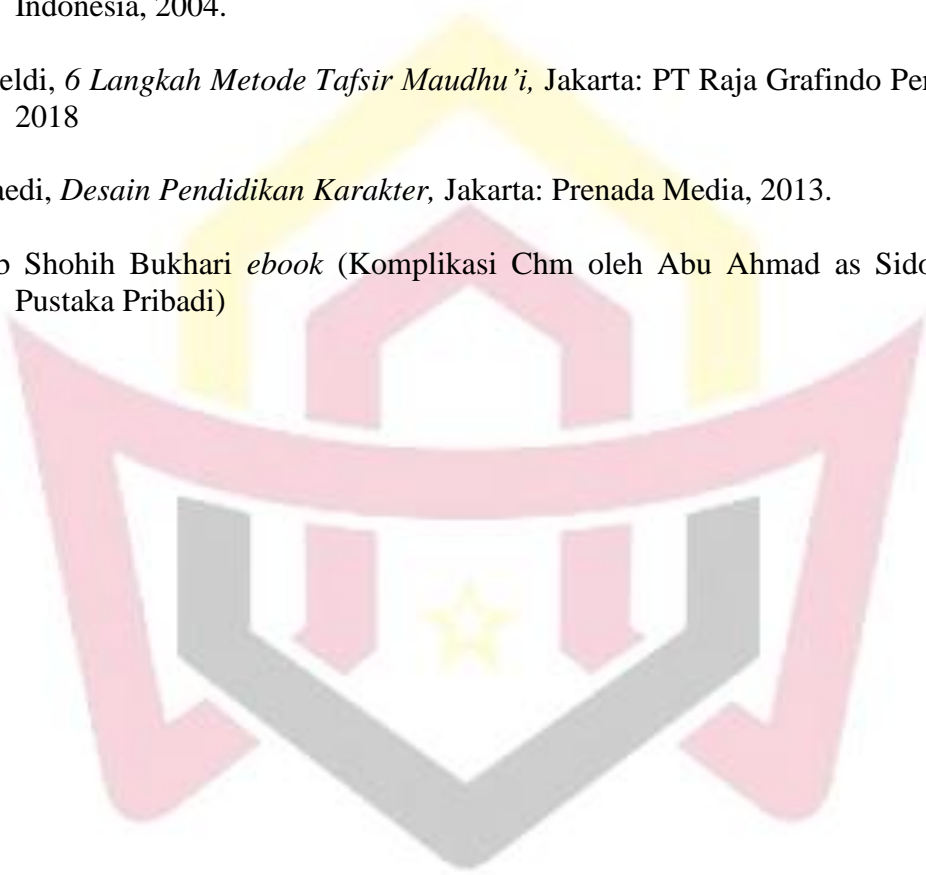 Indonesia, 2004.
eldi, 6 Langkah Metode Tafsir Maudhu’i, Jakarta: PT Raja Grafindo Per
2018
aedi, Desain Pendidikan Karakter, Jakarta: Prenada Media, 2013.
b Shohih Bukhari ebook (Komplikasi Chm oleh Abu Ahmad as Sido
Pustaka Pribadi)